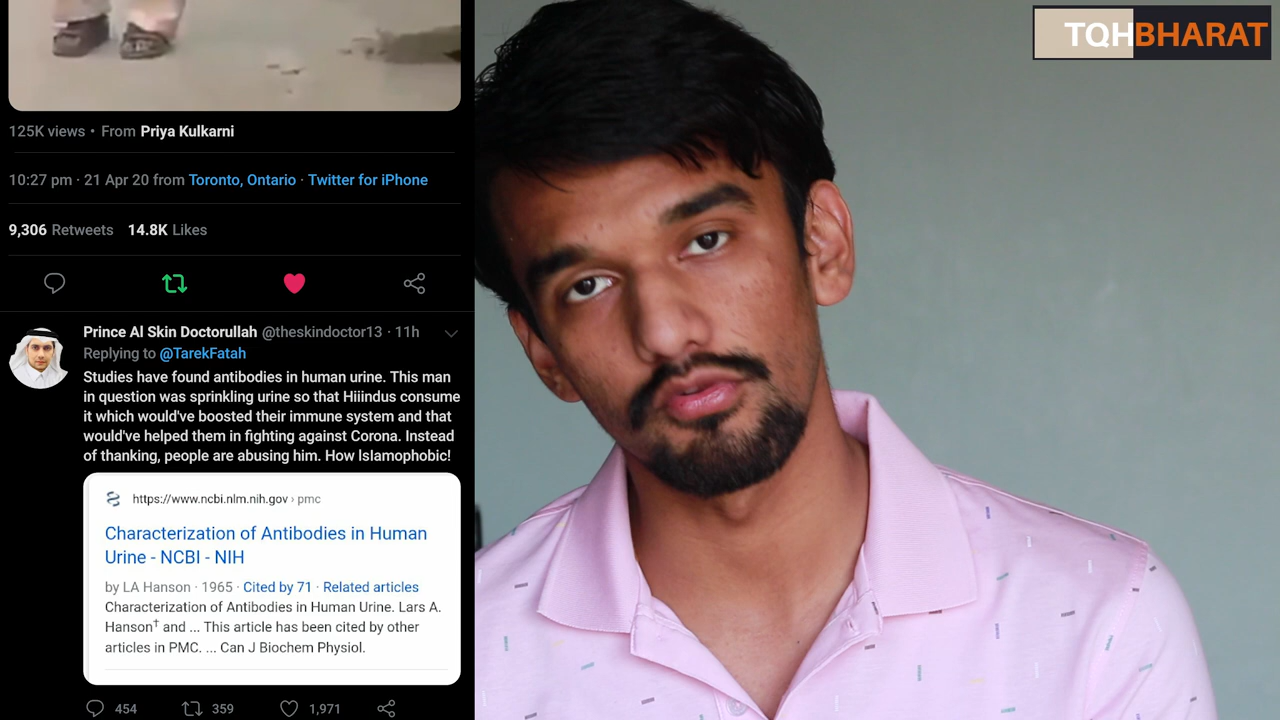 TQHBHARAT
125K views · From Priya Kulkarni
10:27 pm · 21 Apr 20 from Toronto, Ontario · Twitter for iPhone
9,306 Retweets 14.8K Likes
Prince Al Skin Doctorullah @theskindoctor13 · 11h
Replying to @TarekFatah
Studies have found antibodies in human urine. This man
in question was sprinkling urine so that Hiiindus consume
it which would've boosted their immune system and that
would've helped them in fighting against Corona. Instead
of thanking, people are abusing him. How Islamophobic!
https://www.ncbi.nlm.nih.gov › pmc
Characterization of Antibodies in Human
Urine - NCBI - NIH
by LA Hanson · 1965 · Cited by 71 · Related articles
Characterization of Antibodies in Human Urine. Lars A.
Hanson† and ... This article has been cited by other
articles in PMC. ... Can J Biochem Physiol.
454 359 1,971